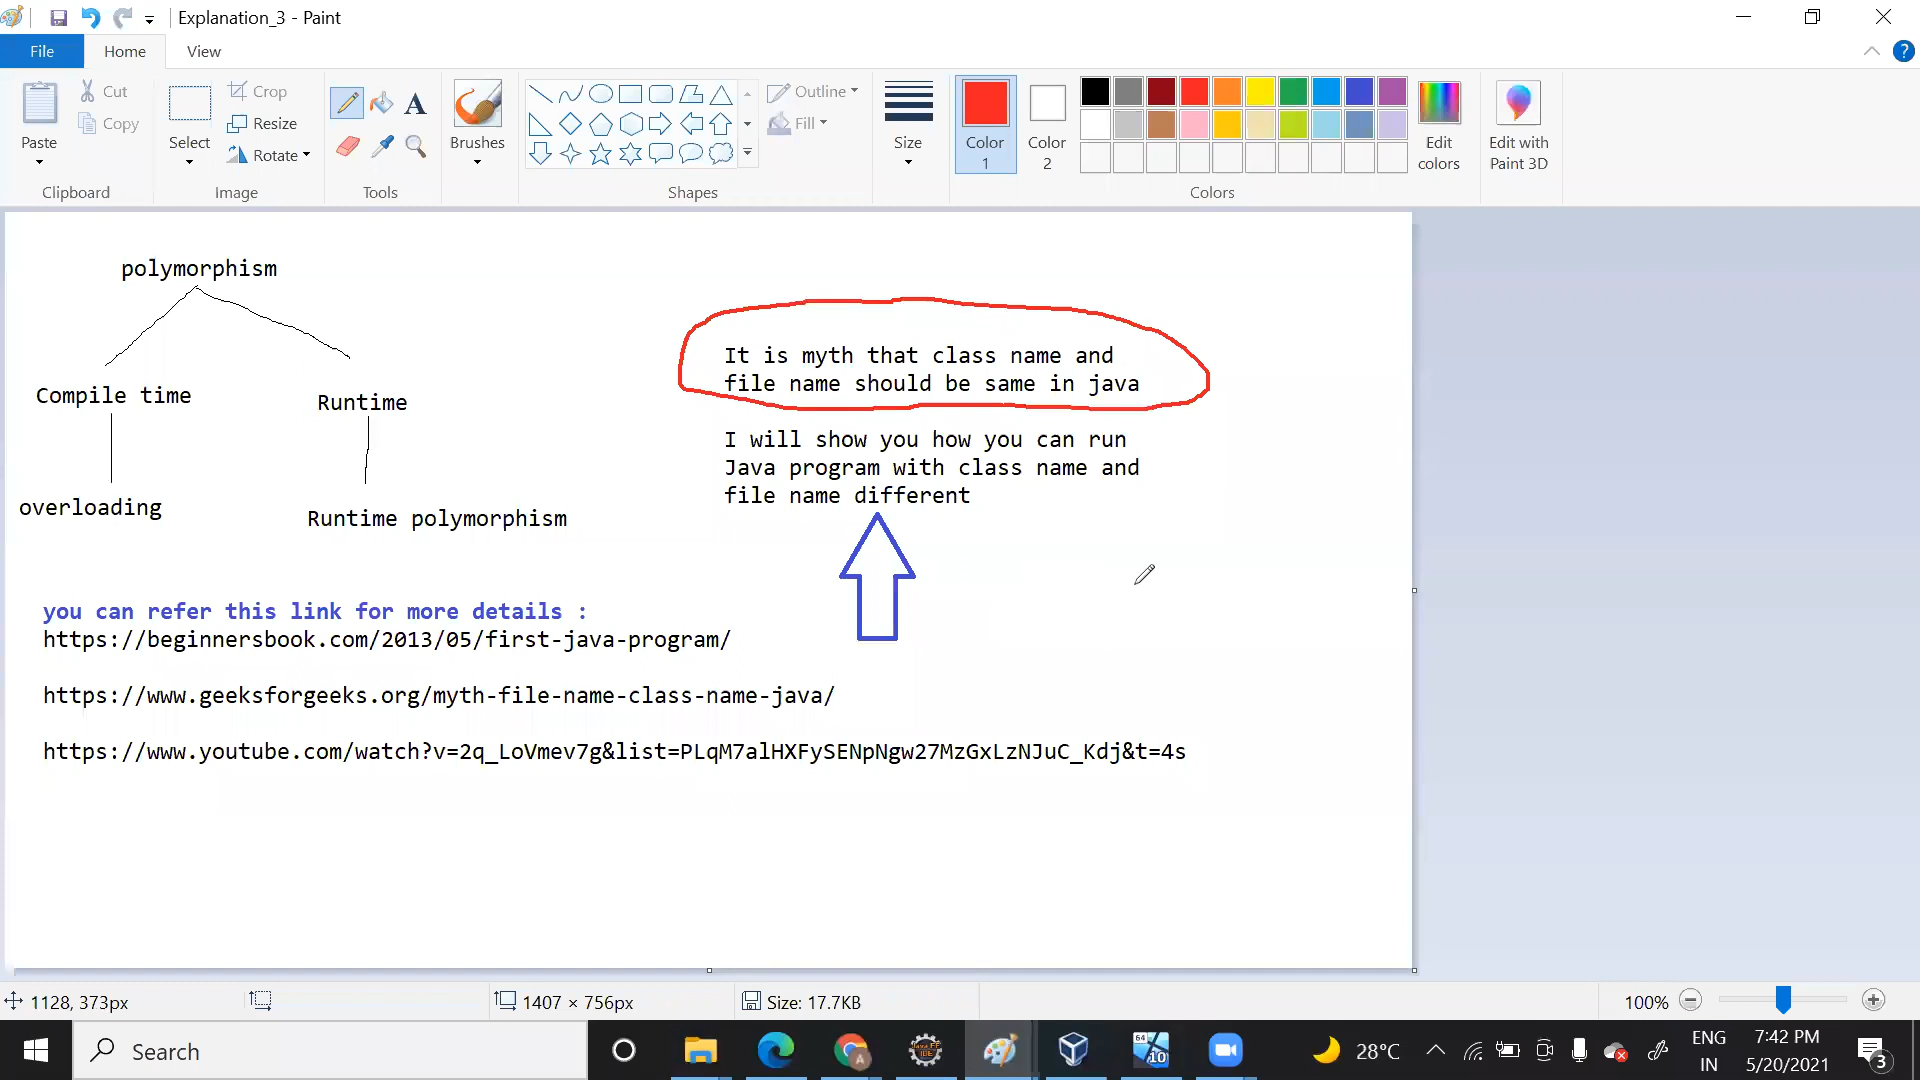 Explanation_3 - Paint
File
Home
View
Paste
Cut
Copy
Clipboard
Select
Crop
Resize
Rotate
Image
A
Tools
Brushes
Shapes
Outline
Fill
Size
Color
1
Color
2
Colors
Edit
colors
Edit with
Paint 3D
?
polymorphism
Compile time
Runtime
overloading
Runtime polymorphism
It is myth that class name and
file name should be same in java
I will show you how you can run
Java program with class name and
file name different
you can refer this link for more details :
https://beginnersbook.com/2013/05/first-java-program/
https://www.geeksforgeeks.org/myth-file-name-class-name-java/
https://www.youtube.com/watch?v=2q_LoVmev7g&list=PLqM7alHXFySENpNgw27MzGxLzNJuC_Kdj&t=4s
1128, 373px
1407 × 756px
Size: 17.7KB
100%
Search
A
Java EE
IDE
64
10
28°C
ENG
IN
7:42 PM
5/20/2021
3